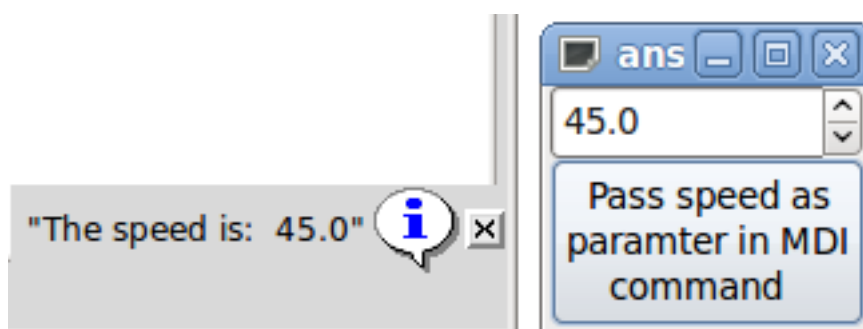 "The speed is:  45.0"
ans
45.0
Pass speed as
paramter in MDI
command